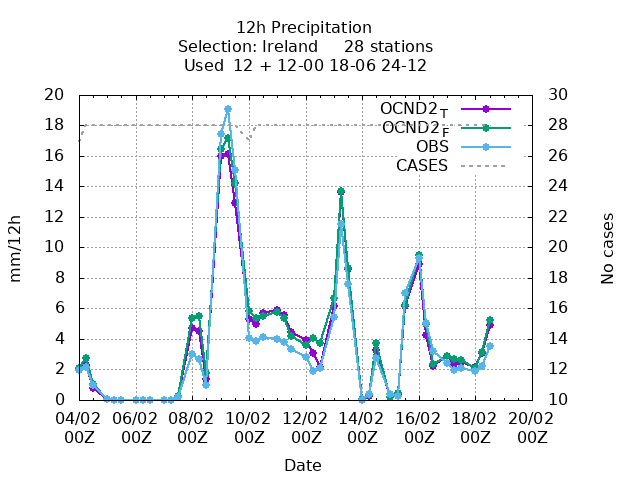 12h Precipitation
Selection: Ireland     28 stations
Used  12 + 12-00 18-06 24-12
20
18
16
14
12
10
8
6
4
2
0
mm/12h
30
28
26
24
22
20
18
16
14
12
10
No cases
OCND2T
OCND2F
OBS
CASES
04/02 06/02 08/02 10/02 12/02 14/02 16/02 18/02 20/02
00Z 00Z 00Z 00Z 00Z 00Z 00Z 00Z 00Z
Date